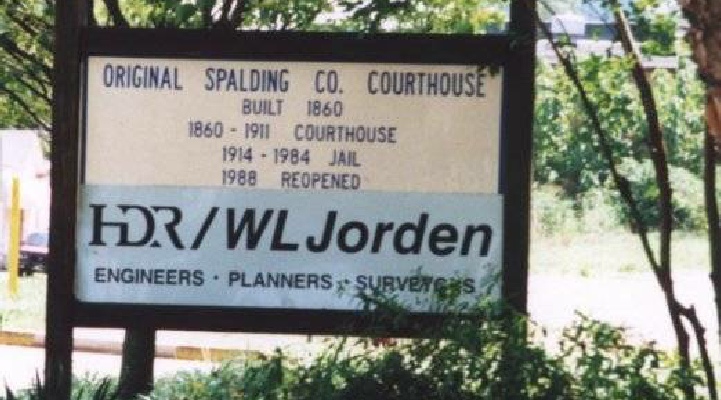 ORIGINAL SPALDING CO. COURTHOUSE
BUILT 1860
1860 - 1911 COURTHOUSE
1914 - 1984 JAIL
1988 REOPENED
HDR/WLJorden
ENGINEERS · PLANNERS · SURVEYORS